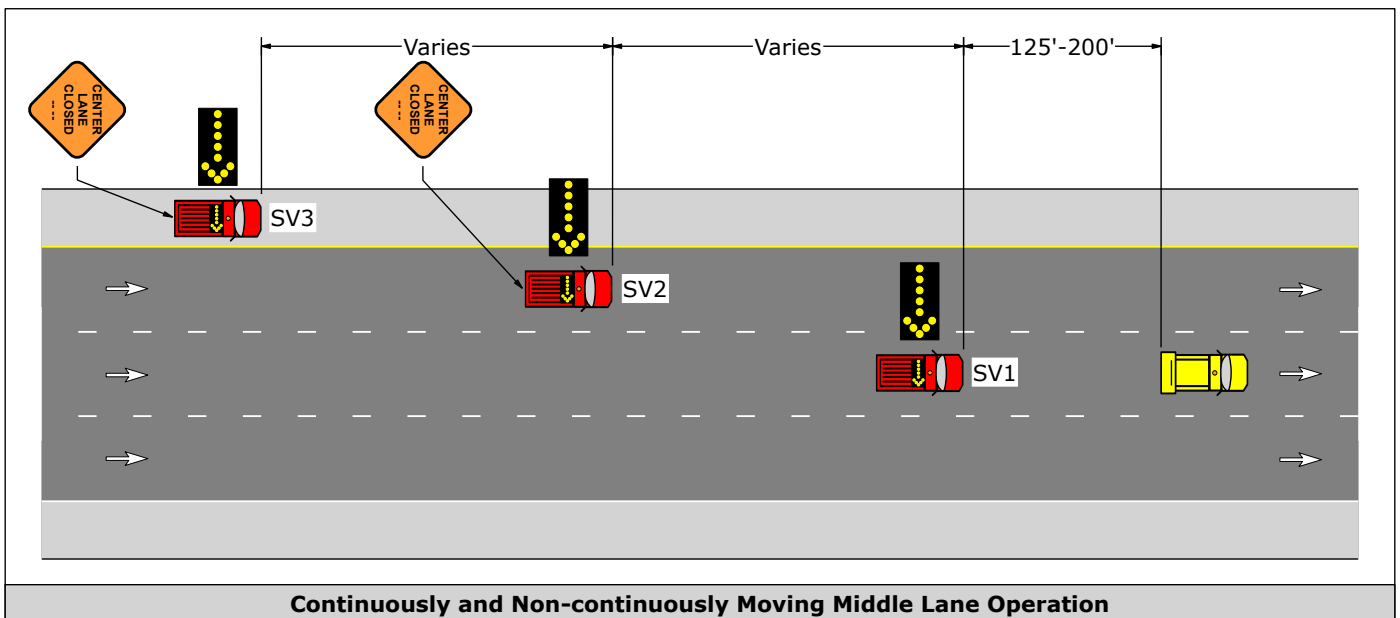 Varies
Varies
125'-200'
CENTER
LANE
CLOSED
----
CENTER
LANE
CLOSED
----
SV3
SV2
SV1
Continuously and Non-continuously Moving Middle Lane Operation